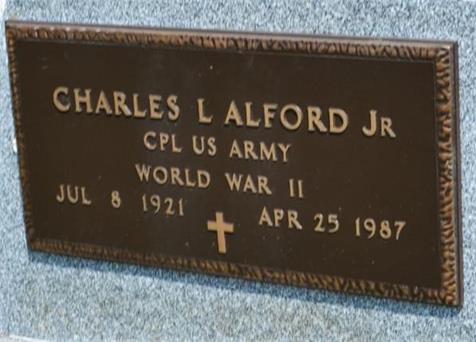 CHARLES L ALFORD JR
CPL US ARMY
WORLD WAR II
JUL 8 1921 APR 25 1987